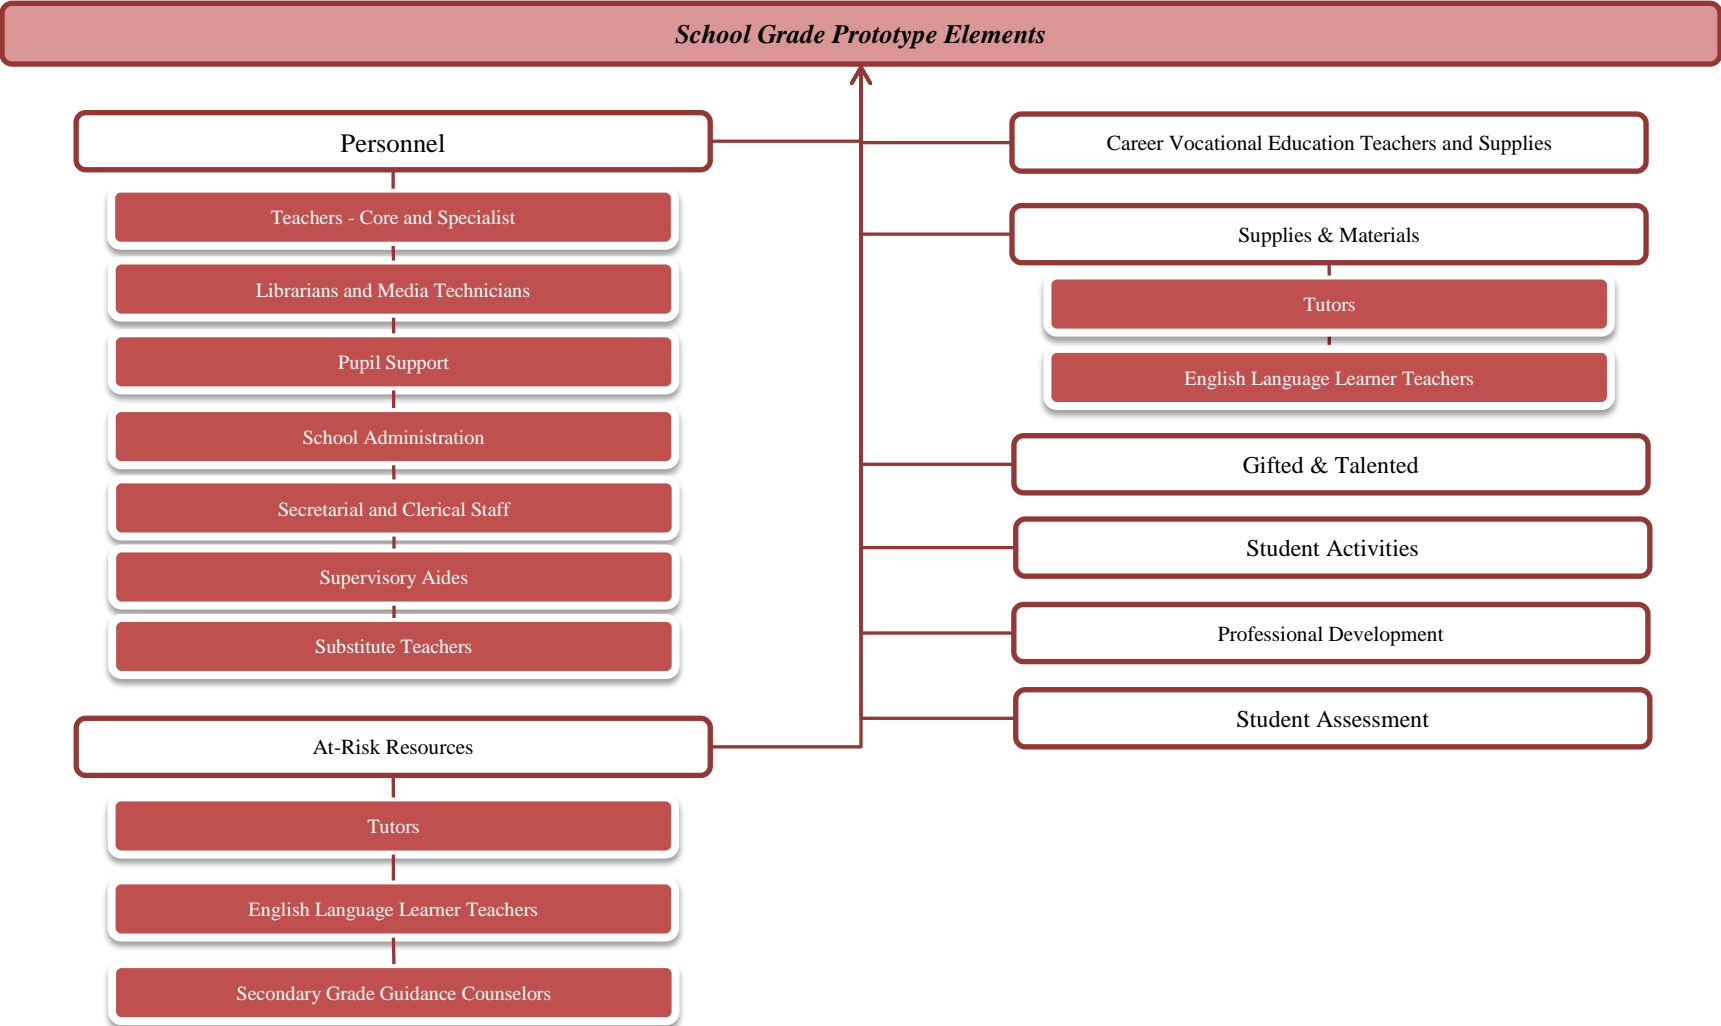 School Grade Prototype Elements
Personnel
Teachers - Core and Specialist
Librarians and Media Technicians
Pupil Support
School Administration
Secretarial and Clerical Staff
Supervisory Aides
Substitute Teachers
At-Risk Resources
Tutors
English Language Learner Teachers
Secondary Grade Guidance Counselors
Career Vocational Education Teachers and Supplies
Supplies & Materials
Tutors
English Language Learner Teachers
Gifted & Talented
Student Activities
Professional Development
Student Assessment